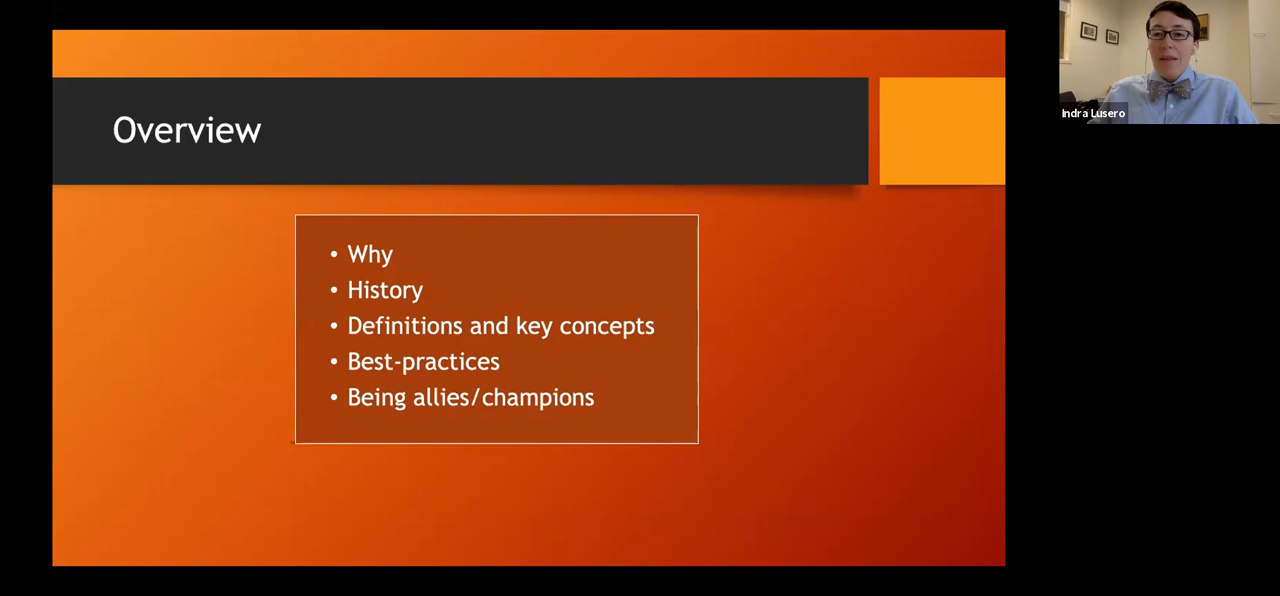 Overview
Indra Lusero
• Why
• History
• Definitions and key concepts
• Best-practices
• Being allies/champions